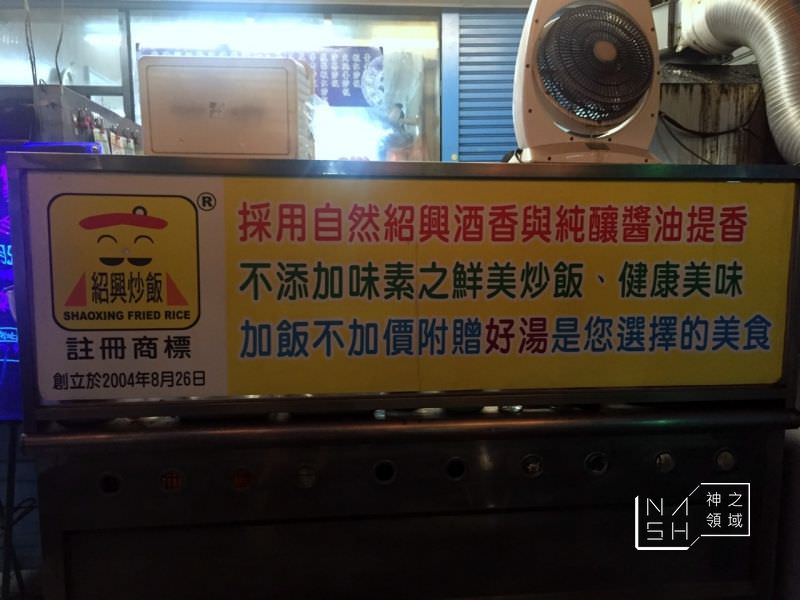 ®
紹興炒飯
SHAOXING FRIED RICE
註冊商標
創立於2004年8月26日
採用自然紹興酒香與純釀醬油提香
不添加味素之鮮美炒飯、健康美味
加飯不加價附贈好湯是您選擇的美食
NASH
神之
領域